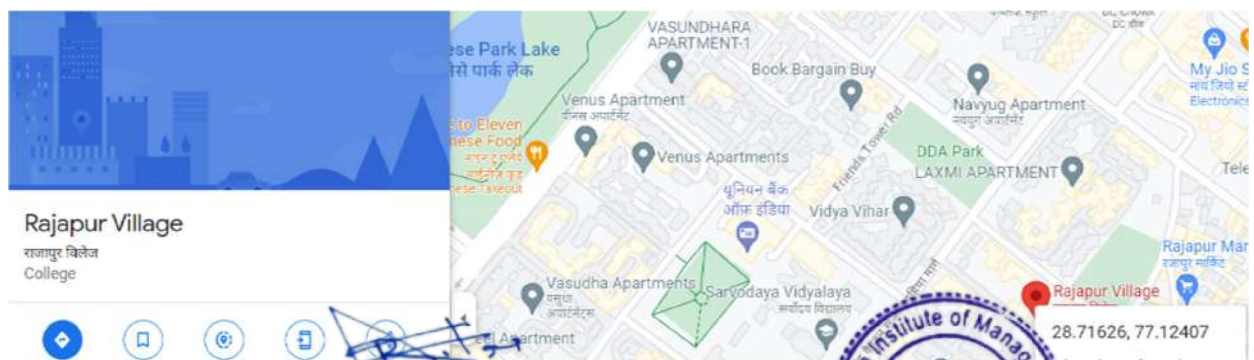 Rajapur Village
राजापुर विलेज
College
ese Park Lake
VASUNDHARA
APARTMENT-1
Book Bargain Buy
Venus Apartment
वीनस अपार्टमेंट
to Eleven
nese Food
Venus Apartments
Navyug Apartment
नवयुग अपार्टमेंट
DC चौक
My Jio S
Electronics
Friends Tower Rd
DDA Park
LAXMI APARTMENT
Tele
यूनियन बैंक
ऑफ़ इंडिया
Vidya Vihar
Vasudha Apartments
वसुधा
अपार्टमेंट्स
Sarvodaya Vidyalaya
सर्वोदय विद्यालय
Rajapur Mar
राजापुर मार्किट
Rajapur Village
28.71626, 77.12407
Apartment
Institute of Mana